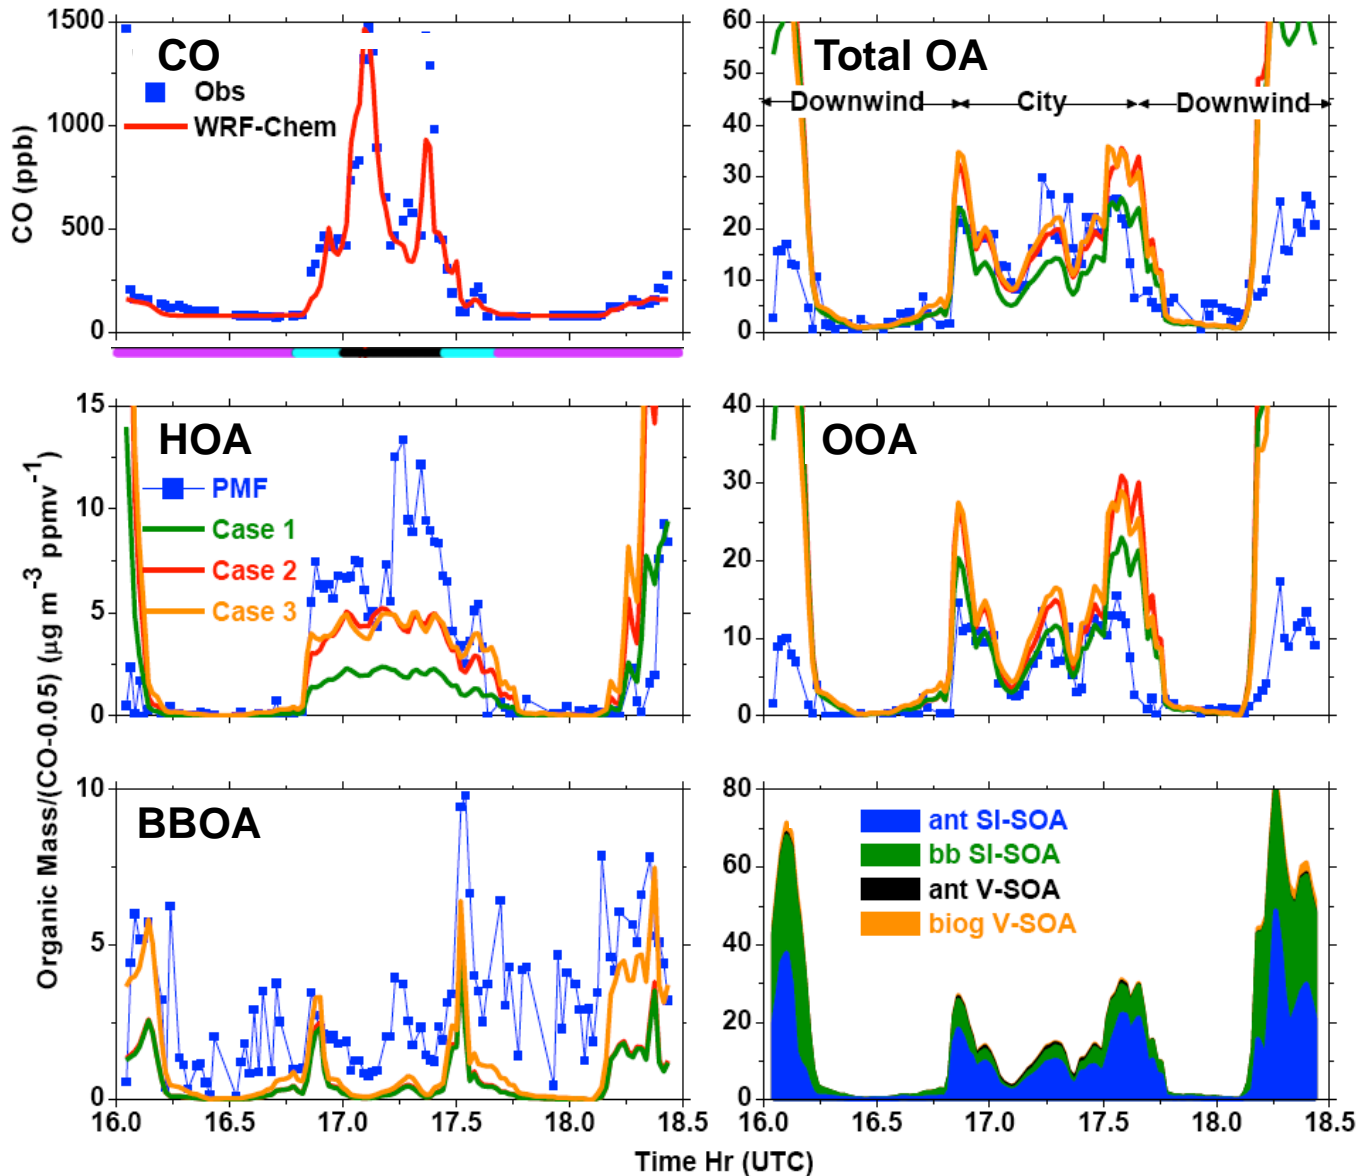 CO
Obs
WRF-Chem
1500
1000
500
0
CO (ppb)
Total OA
Downwind
City
Downwind
60
50
40
30
20
10
0
HOA
PMF
Case 1
Case 2
Case 3
15
10
5
0
OOA
40
30
20
10
0
Organic Mass/(CO-0.05) (µg m⁻³ ppmv⁻¹)
BBOA
10
5
0
16.0 16.5 17.0 17.5 18.0 18.5
ant SI-SOA
bb SI-SOA
ant V-SOA
biog V-SOA
80
60
40
20
0
16.0 16.5 17.0 17.5 18.0 18.5
Time Hr (UTC)